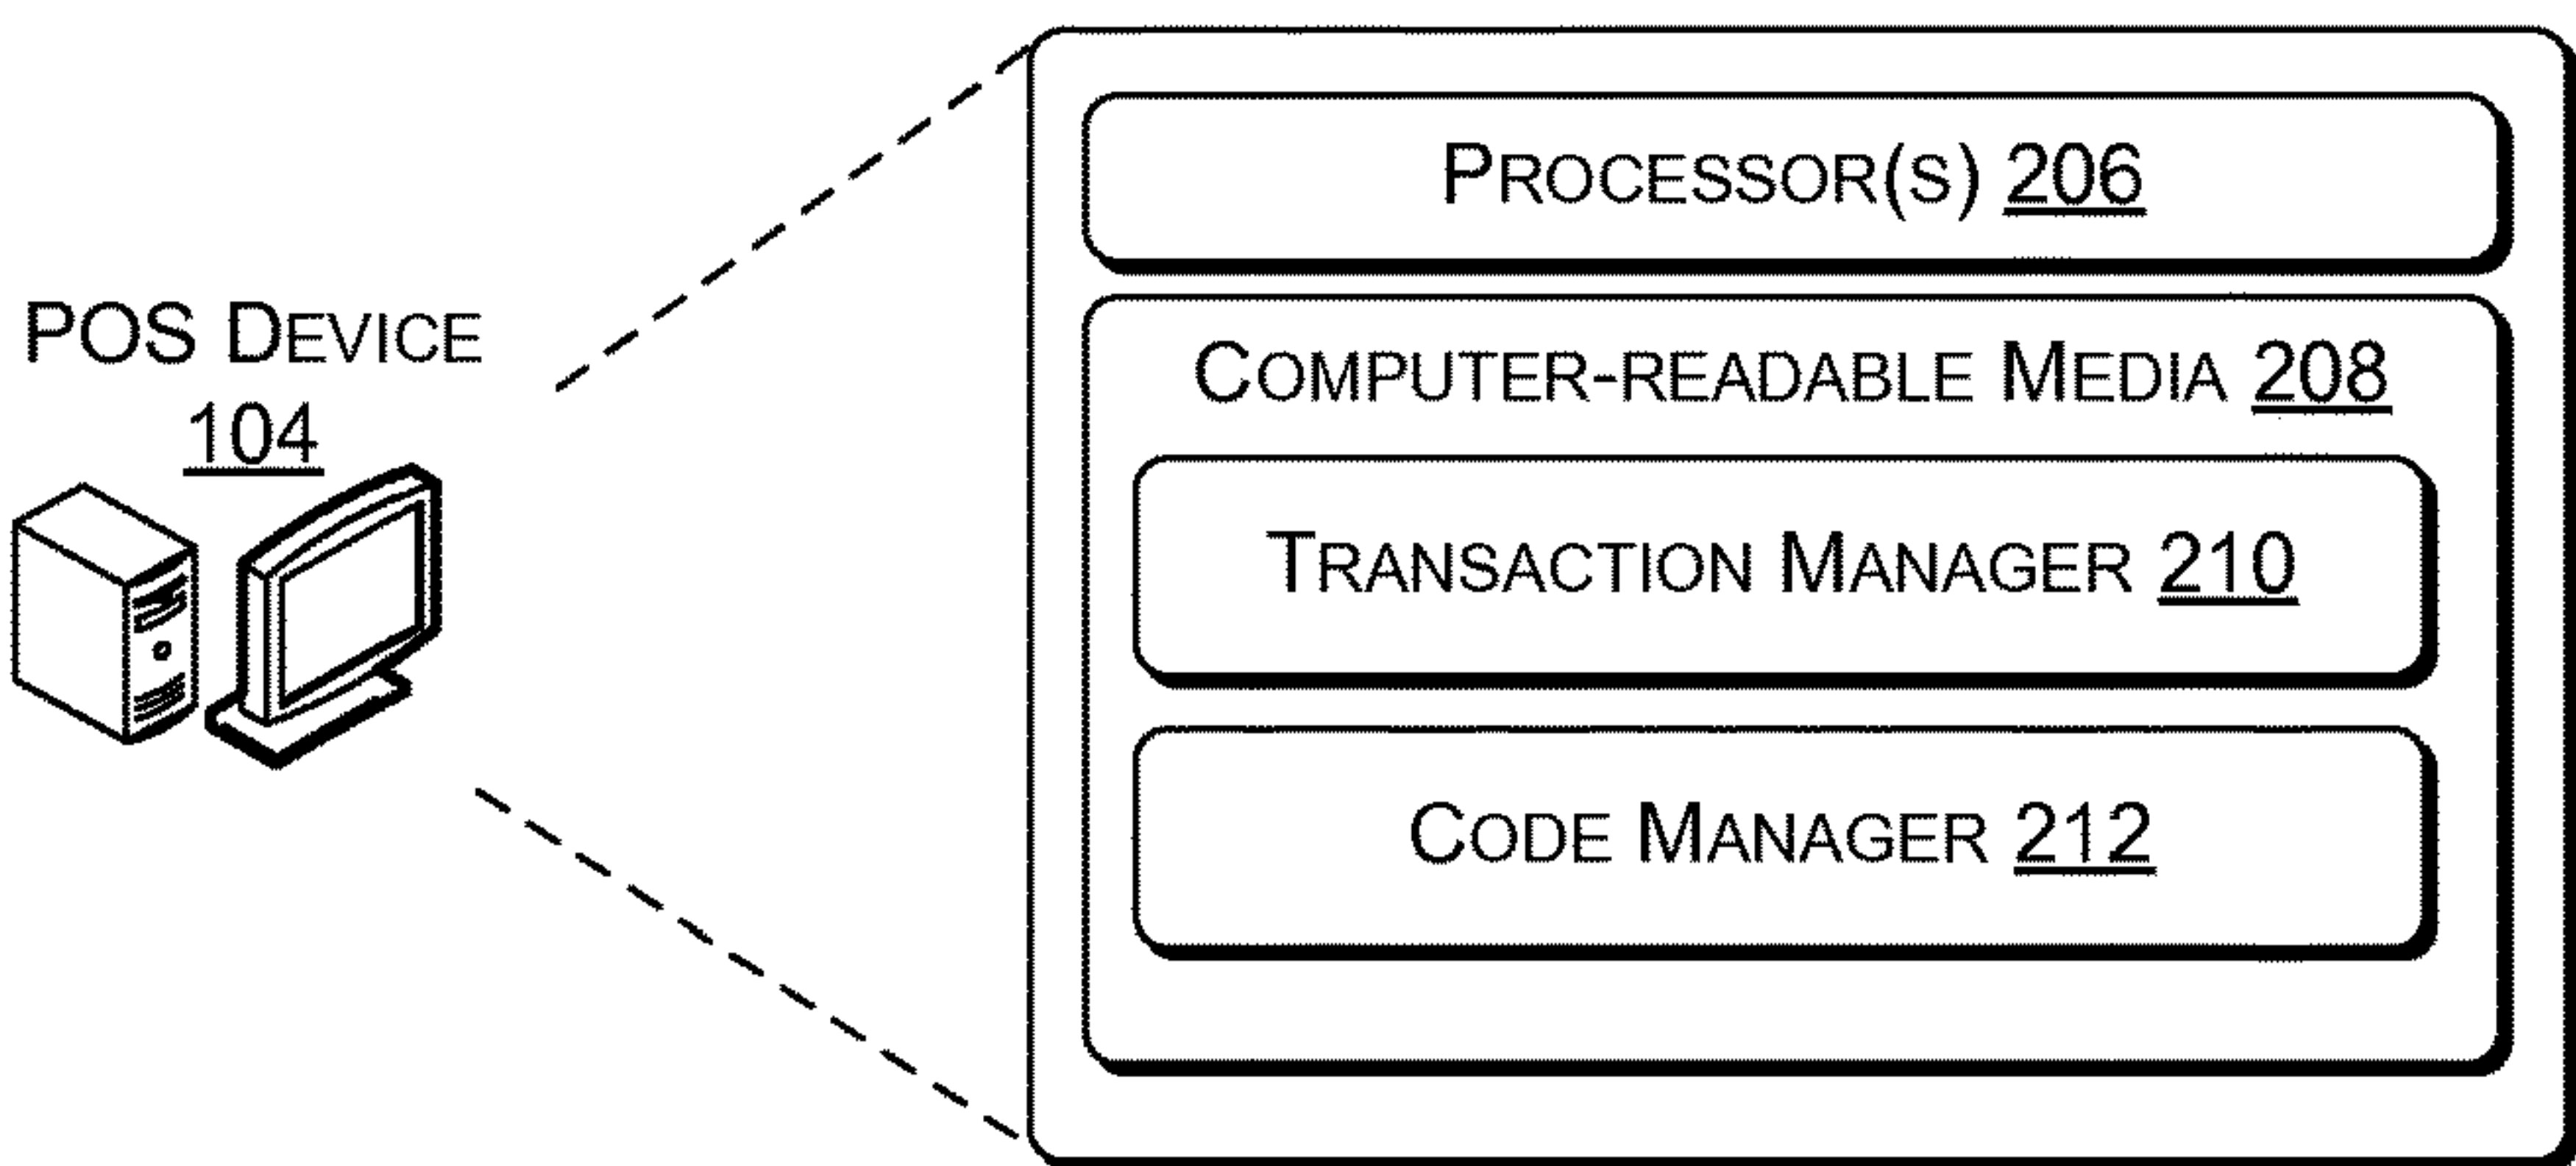 POS Device
104
Processor(s) 206
Computer-readable Media 208
Transaction Manager 210
Code Manager 212